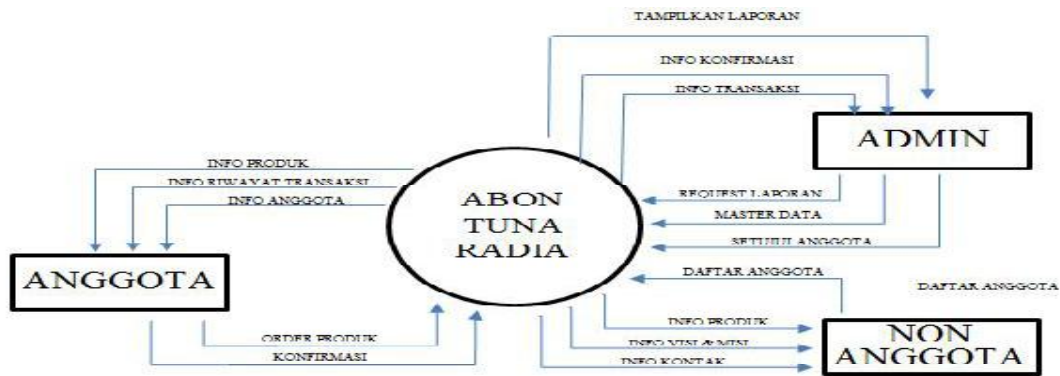 TAMPILKAN LAPORAN
INFO KONFIRMASI
INFO TRANSAKSI
ADMIN
INFO PRODUK
INFO RIWAYAT TRANSAKSI
INFO ANGGOTA
ABON
TUNA
RADIA
REQUEST LAPORAN
MASTER DATA
SETUJUI ANGGOTA
ANGGOTA
DAFTAR ANGGOTA
DAFTAR ANGGOTA
ORDER PRODUK
KONFIRMASI
INFO PRODUK
INFO VISI & MISI
INFO KONTAK
NON
ANGGOTA